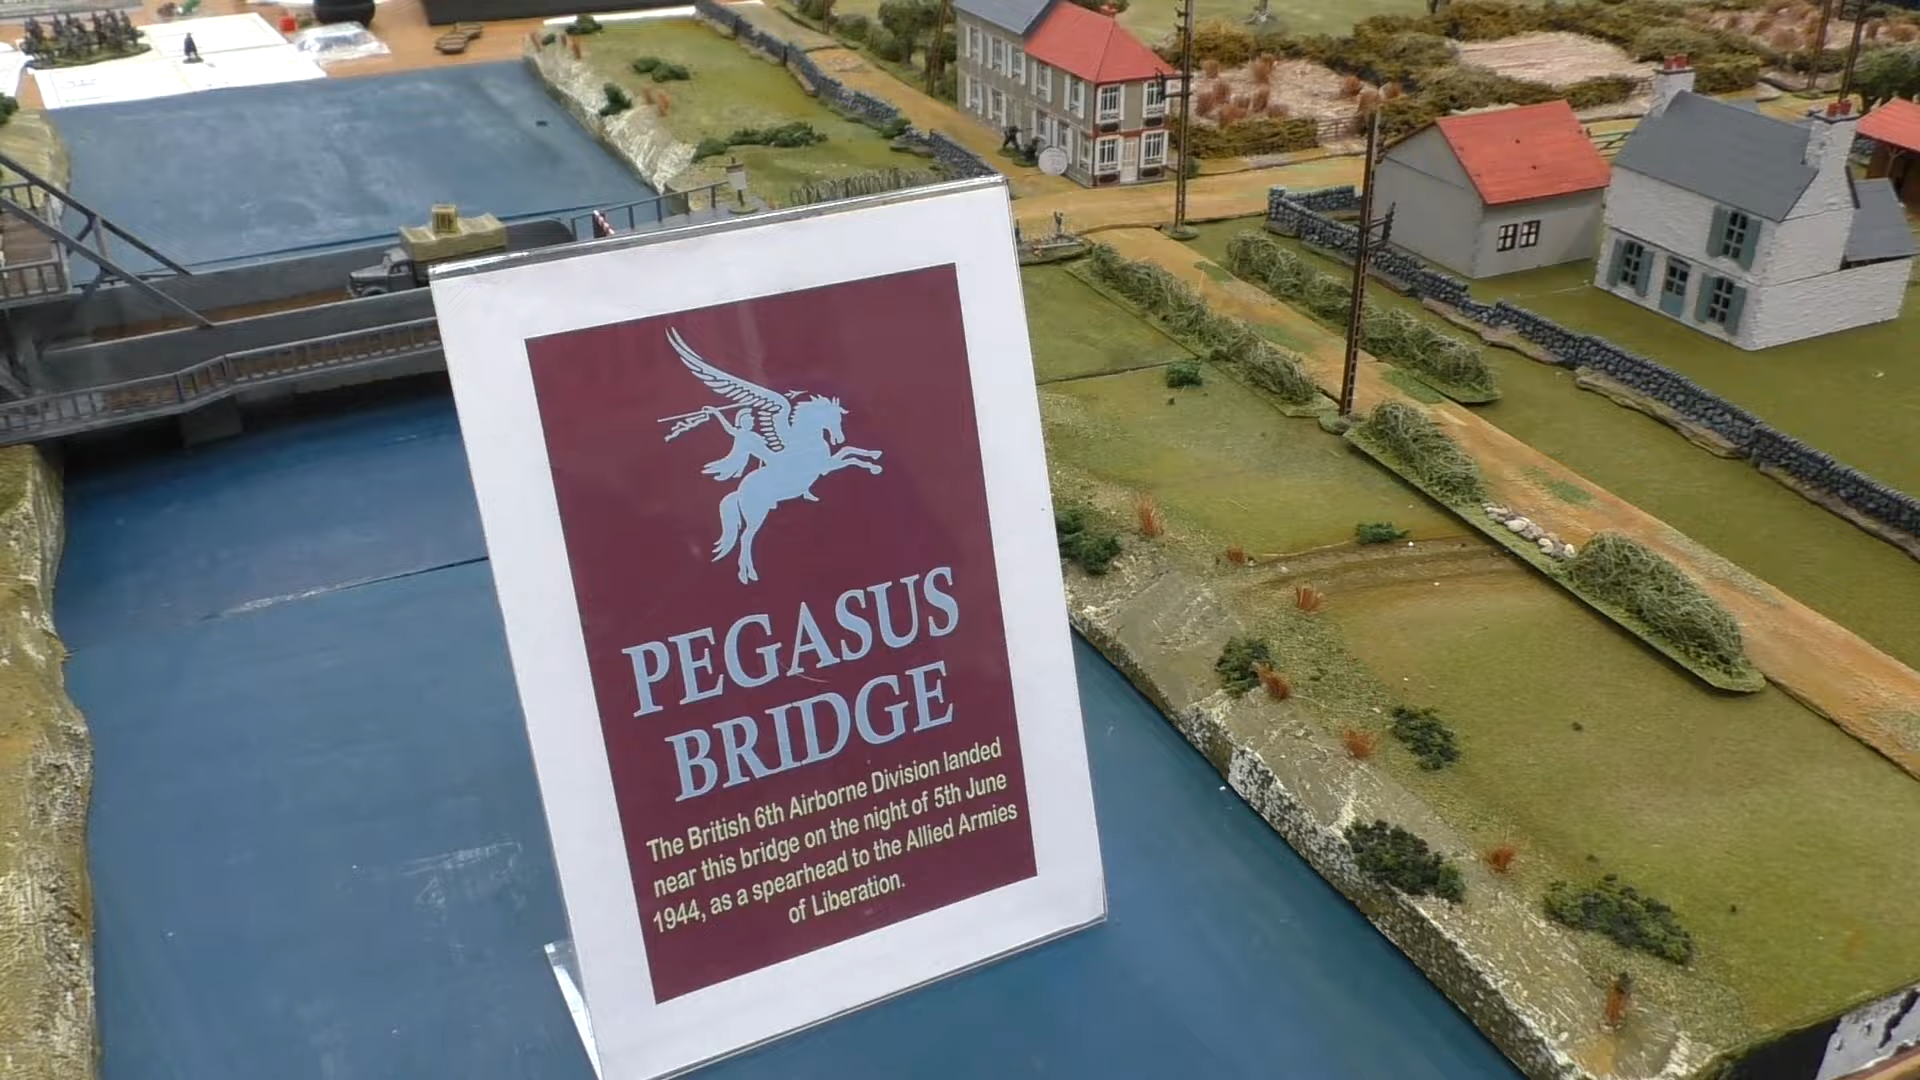 PEGASUS
BRIDGE
The British 6th Airborne Division landed
near this bridge on the night of 5th June
1944, as a spearhead to the Allied Armies
of Liberation.